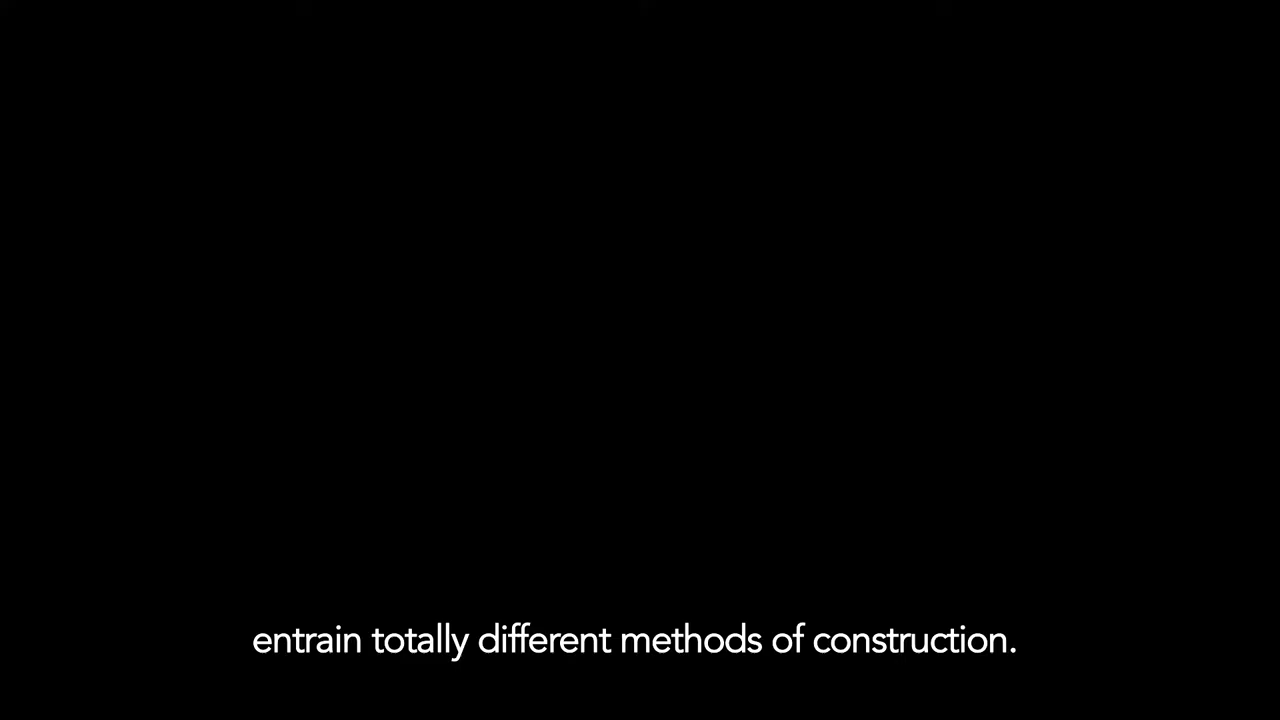 entrain totally different methods of construction.